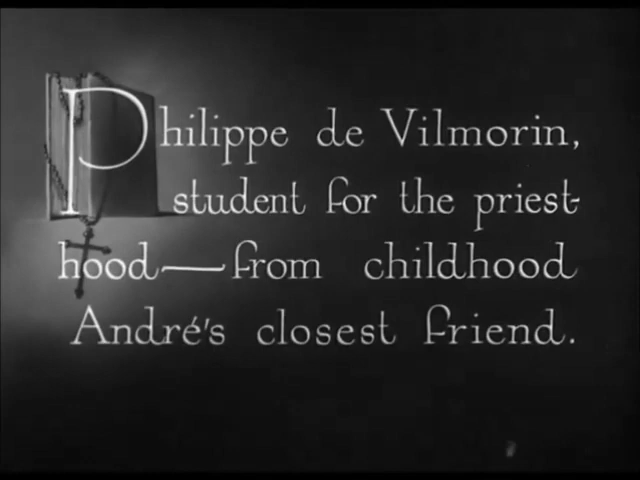 Philippe de Vilmorin,
student for the priest-
hood—from childhood
André's closest friend.